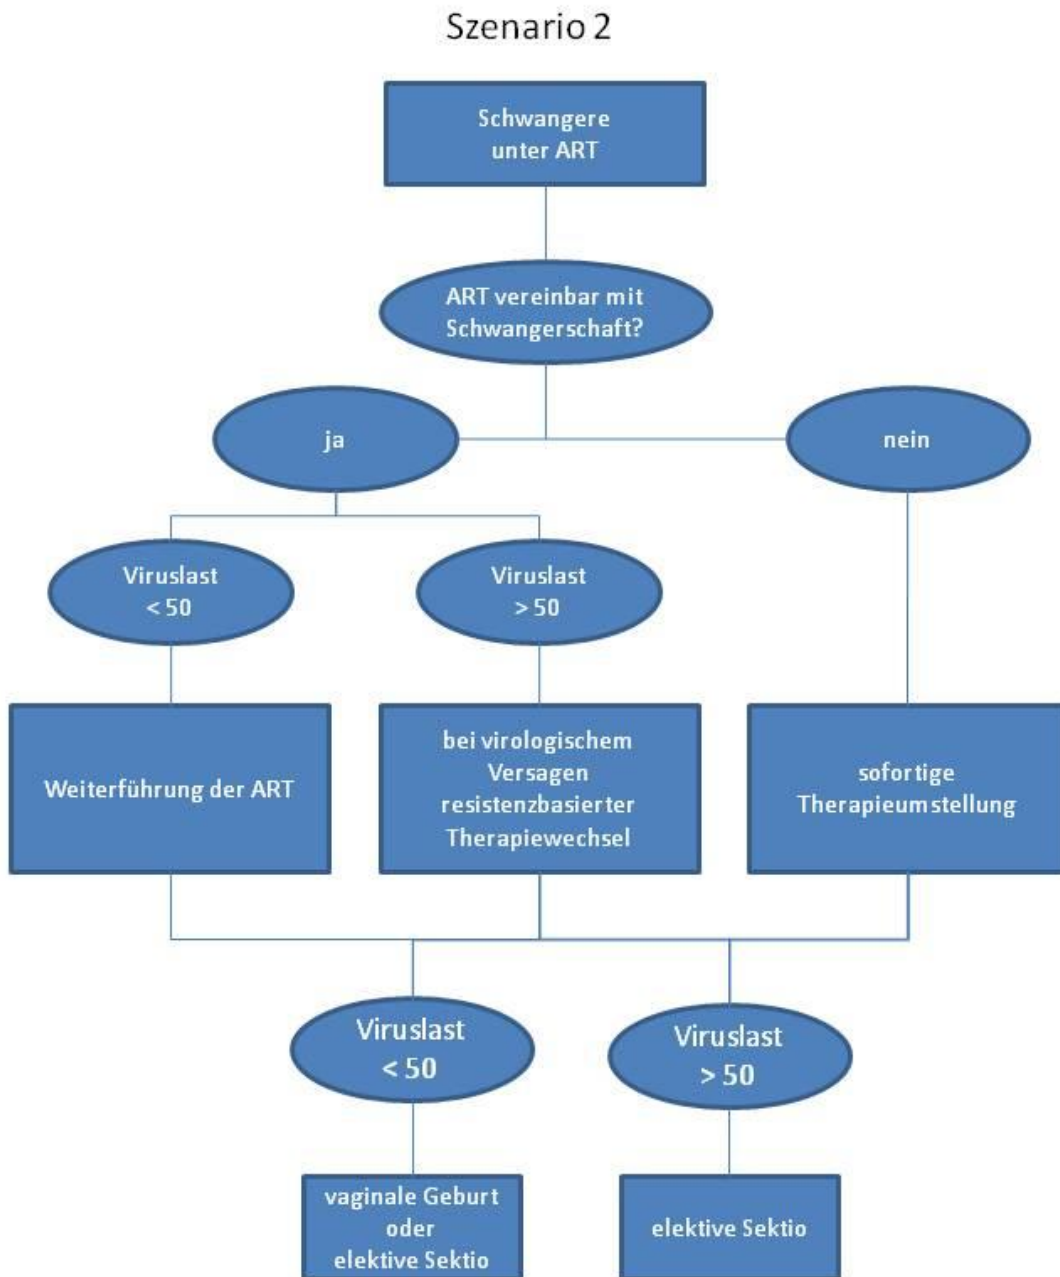 Szenario 2
Schwangere
unter ART
ART vereinbar mit
Schwangerschaft?
ja
nein
Viruslast
< 50
Viruslast
> 50
Weiterführung der ART
bei virologischem
Versagen
resistenzbasierter
Therapiewechsel
sofortige
Therapieumstellung
Viruslast
< 50
Viruslast
> 50
vaginale Geburt
oder
elektive Sektio
elektive Sektio